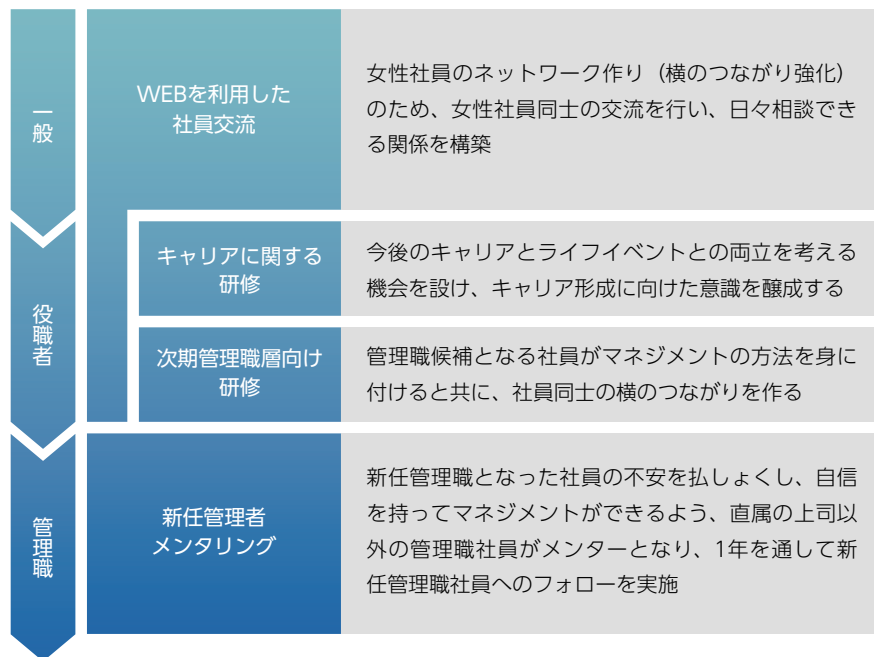 一般
WEBを利用した
社員交流
女性社員のネットワーク作り（横のつながり強化）
のため、女性社員同士の交流を行い、日々相談でき
る関係を構築
役職者
キャリアに関する
研修
今後のキャリアとライフイベントとの両立を考える
機会を設け、キャリア形成に向けた意識を醸成する
次期管理職層向け
研修
管理職候補となる社員がマネジメントの方法を身に
付けると共に、社員同士の横のつながりを作る
管理職
新任管理者
メンタリング
新任管理職となった社員の不安を払しょくし、自信
を持ってマネジメントができるよう、直属の上司以
外の管理職社員がメンターとなり、1年を通して新
任管理職社員へのフォローを実施